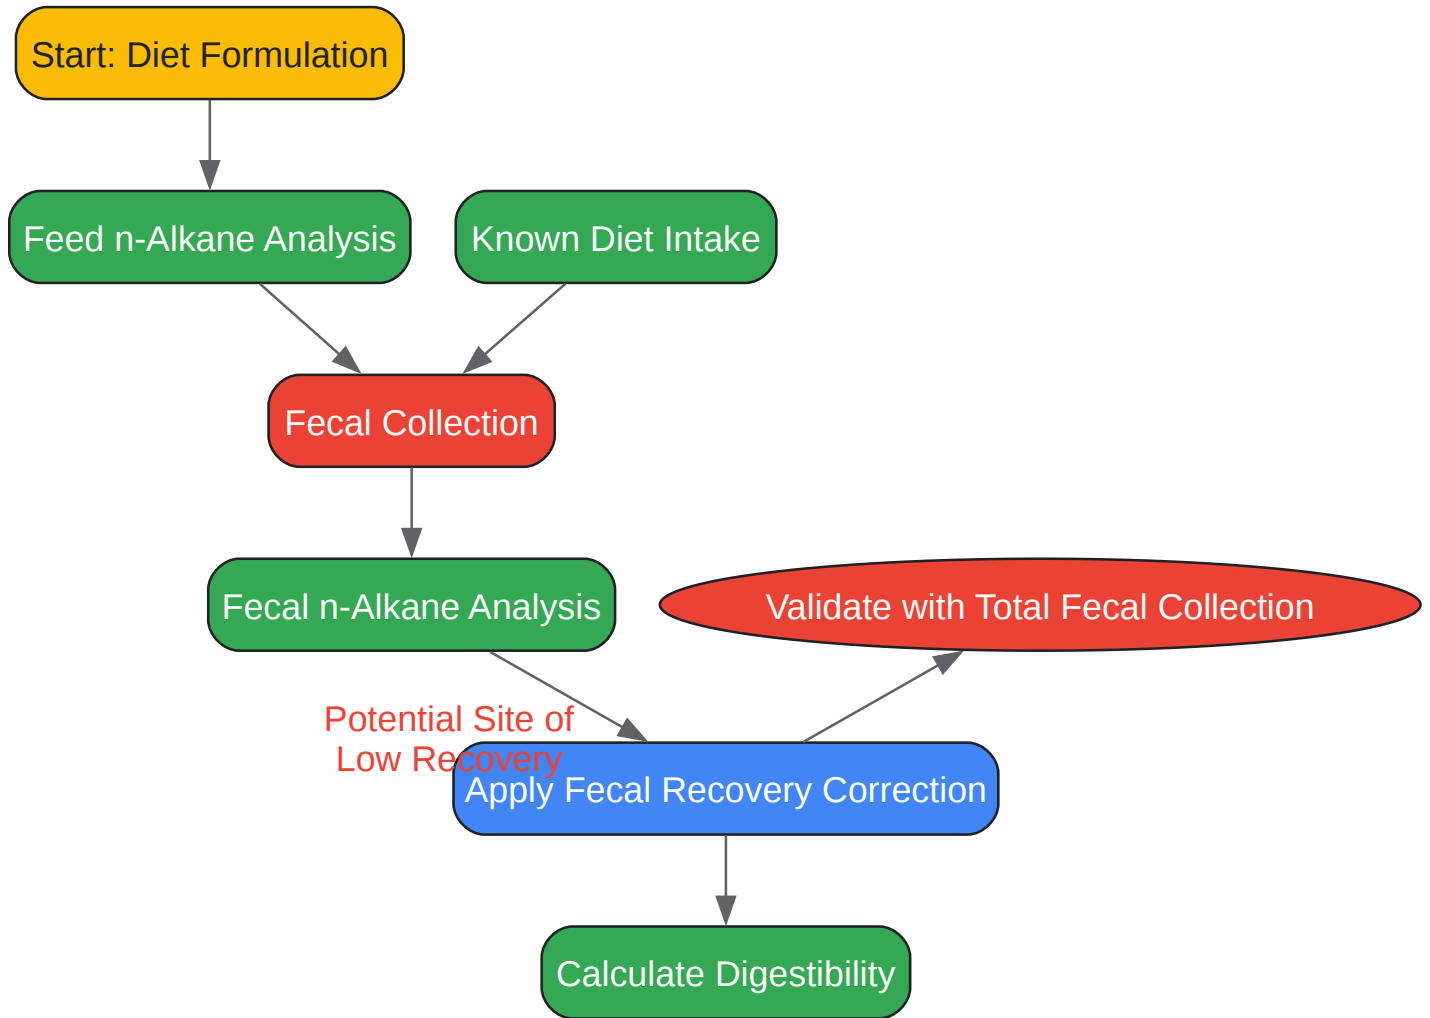 Start: Diet Formulation
Feed n-Alkane Analysis
Known Diet Intake
Fecal Collection
Fecal n-Alkane Analysis
Validate with Total Fecal Collection
Potential Site of
Low Recovery
Apply Fecal Recovery Correction
Calculate Digestibility